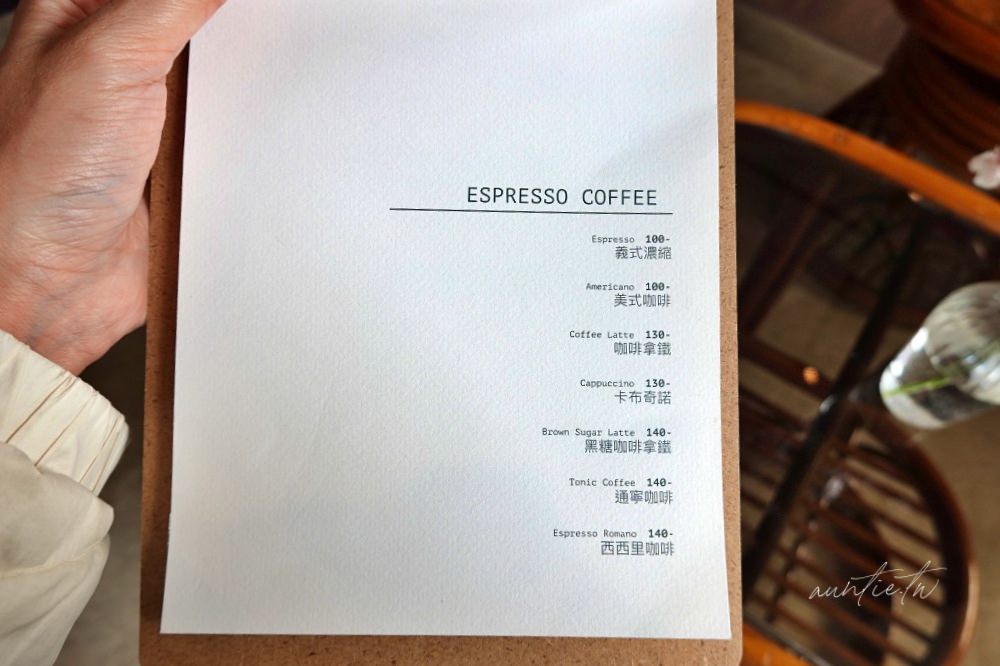 ESPRESSO COFFEE
Espresso 100-
義式濃縮
Americano 100-
美式咖啡
Coffee Latte 130-
咖啡拿鐵
Cappuccino 130-
卡布奇諾
Brown Sugar Latte 140-
黑糖咖啡拿鐵
Tonic Coffee 140-
通寧咖啡
Espresso Romano 140-
西西里咖啡
auntie.tw